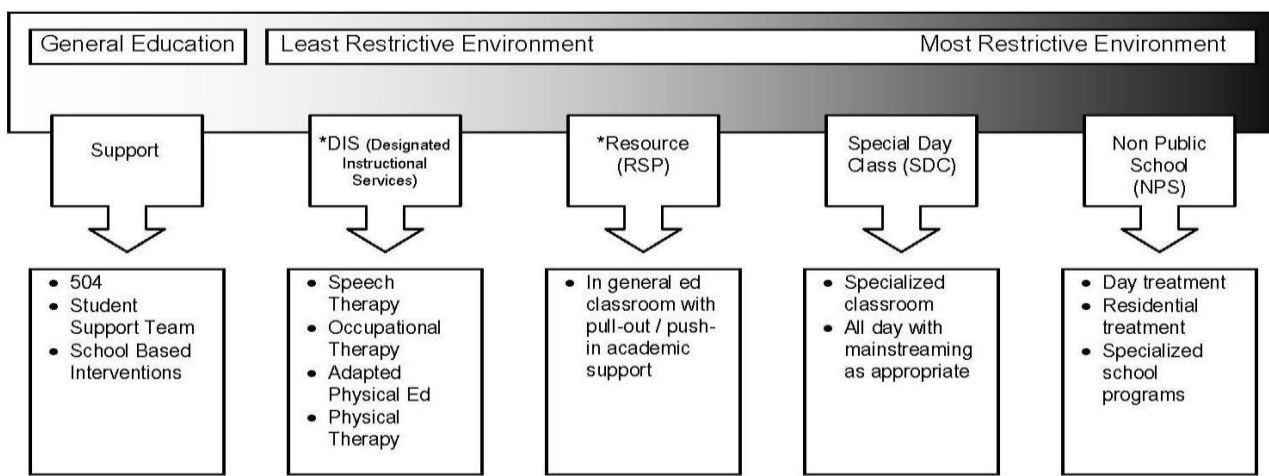 General Education
Least Restrictive Environment
Most Restrictive Environment
Support
*DIS (Designated
Instructional
Services)
*Resource
(RSP)
Special Day
Class (SDC)
Non Public
School
(NPS)
• 504
• Student
Support Team
• School Based
Interventions
• Speech
Therapy
• Occupational
Therapy
• Adapted
Physical Ed
• Physical
Therapy
• In general ed
classroom with
pull-out / push-
in academic
support
• Specialized
classroom
• All day with
mainstreaming
as appropriate
• Day treatment
• Residential
treatment
• Specialized
school
programs